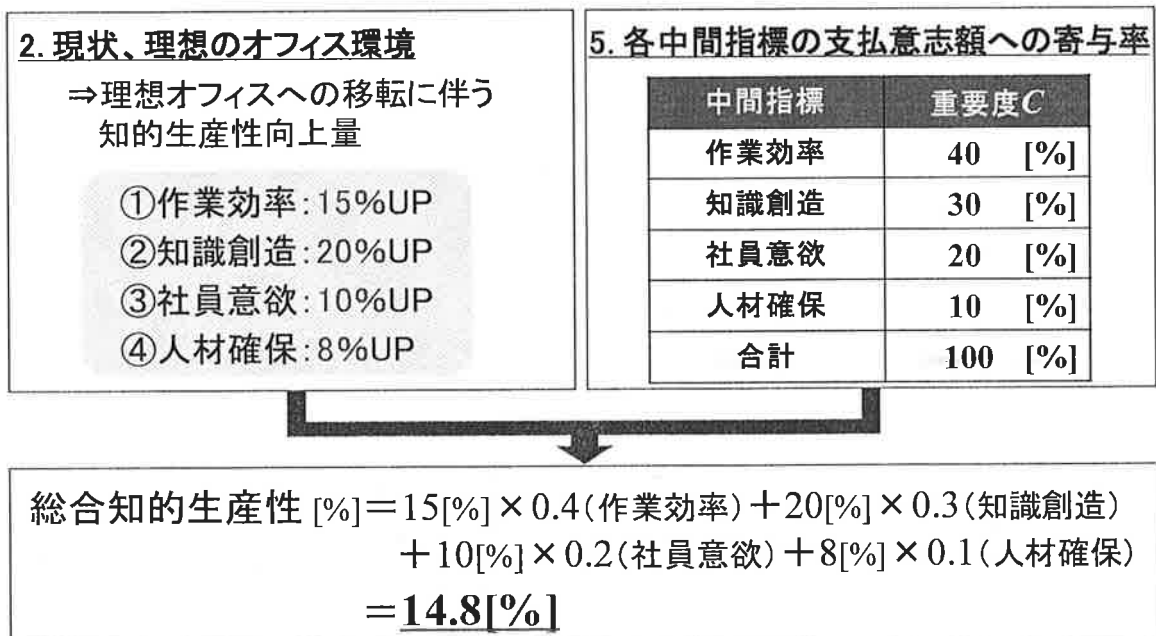 2. 現状、理想のオフィス環境
⇒理想オフィスへの移転に伴う
知的生産性向上量
①作業効率:15%UP
②知識創造:20%UP
③社員意欲:10%UP
④人材確保:8%UP
5. 各中間指標の支払意志額への寄与率
中間指標 重要度C
作業効率 40 [%]
知識創造 30 [%]
社員意欲 20 [%]
人材確保 10 [%]
合計 100 [%]
総合知的生産性 [%]=15[%]×0.4(作業効率)+20[%]×0.3(知識創造)
+10[%]×0.2(社員意欲)+8[%]×0.1(人材確保)
=14.8[%]